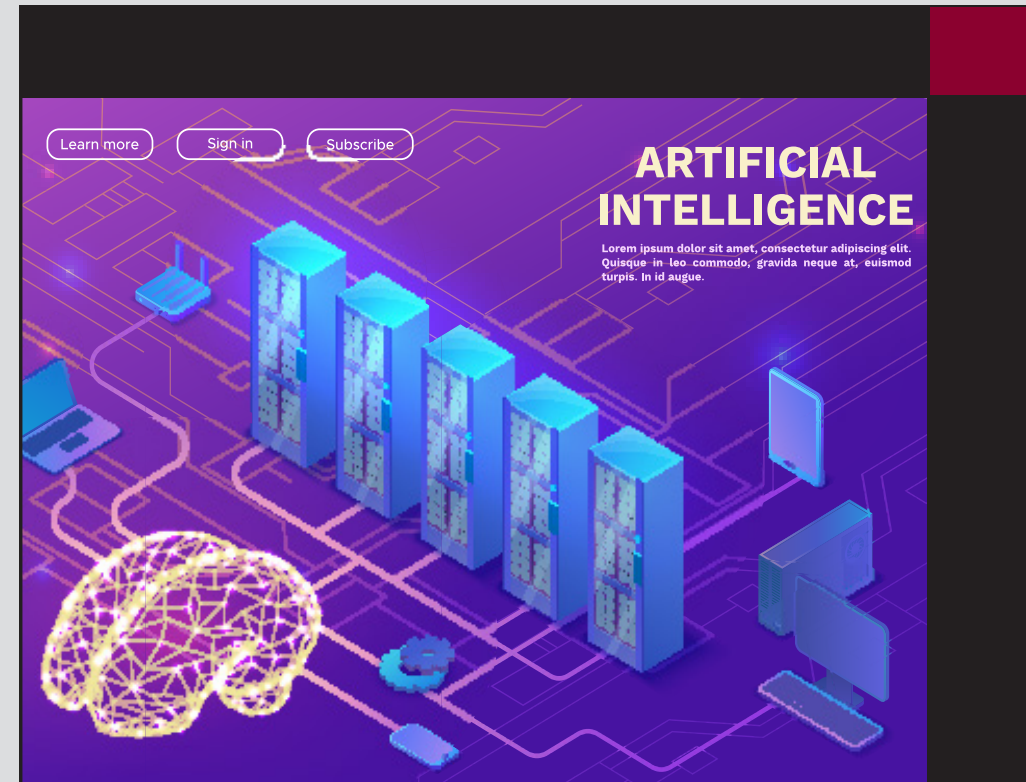 Learn more
Sign in
Subscribe
ARTIFICIAL
INTELLIGENCE
Lorem ipsum dolor sit amet, consectetur adipiscing elit.
Quisque in leo commodo, gravida neque at, euismod
turpis. In id augue.